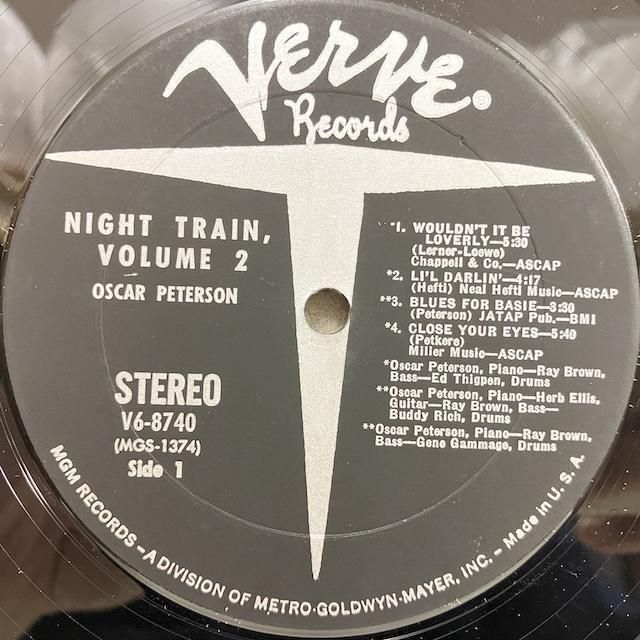 Verve®
Records
NIGHT TRAIN,
VOLUME 2
OSCAR PETERSON
STEREO
V6-8740
(MGS-1374)
Side 1
**1. WOULDN'T IT BE
LOVERLY—5:30
(Lerner-Loewe)
Chappell & Co.—ASCAP
*2. LI'L DARLIN'—4:17
(Hefti) Neal Hefti Music—ASCAP
**3. BLUES FOR BASIE—3:30
(Peterson) JATAP Pub.—BMI
*4. CLOSE YOUR EYES—5:40
(Petkere)
Miller Music—ASCAP
*Oscar Peterson, Piano—Ray Brown,
Bass—Ed Thigpen, Drums
**Oscar Peterson, Piano—Herb Ellis,
Guitar—Ray Brown, Bass—
Buddy Rich, Drums
**Oscar Peterson, Piano—Ray Brown,
Bass—Gene Gammage, Drums
MGM RECORDS—A DIVISION OF METRO-GOLDWYN-MAYER, INC.—Made in U.S.A.